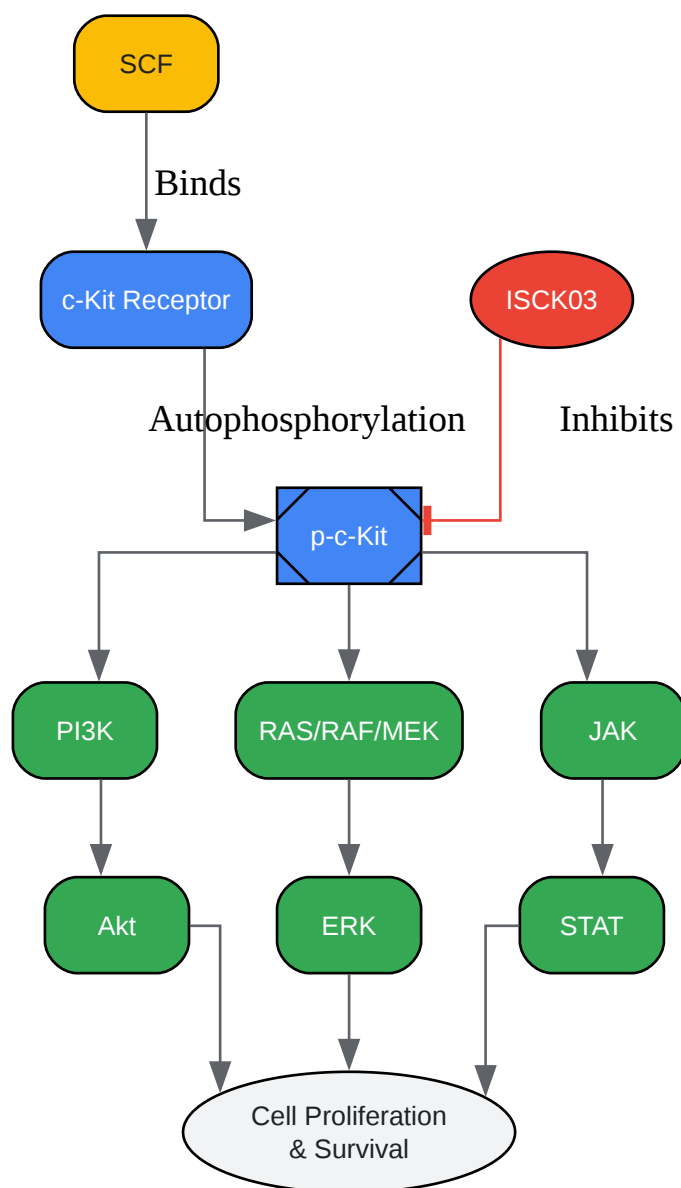 SCF
Binds
c-Kit Receptor
ISCK03
Autophosphorylation
Inhibits
p-c-Kit
PI3K
RAS/RAF/MEK
JAK
Akt
ERK
STAT
Cell Proliferation
& Survival